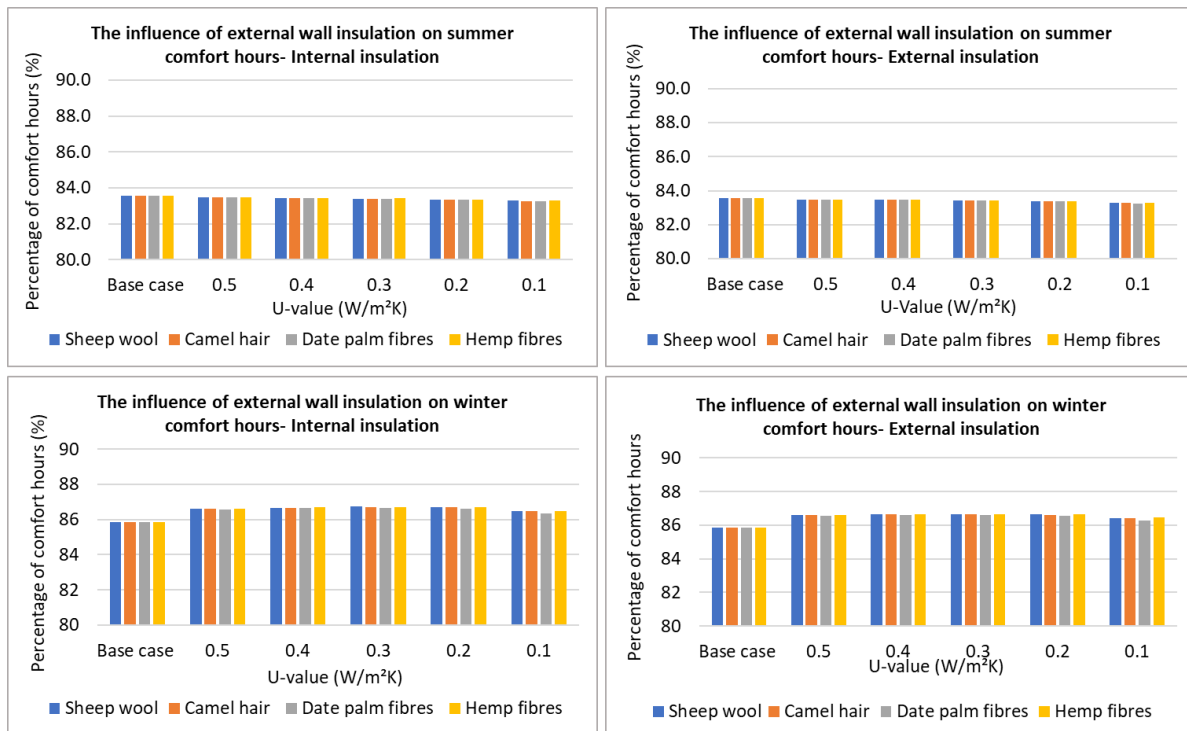 The influence of external wall insulation on summer
comfort hours- Internal insulation
Percentage of comfort hours (%)
90.0
88.0
86.0
84.0
82.0
80.0
Base case 0.5 0.4 0.3 0.2 0.1
U-value (W/m²K)
Sheep wool Camel hair Date palm fibres Hemp fibres
The influence of external wall insulation on summer
comfort hours- External insulation
Percentage of comfort hours (%)
90.0
88.0
86.0
84.0
82.0
80.0
Base case 0.5 0.4 0.3 0.2 0.1
U-Value (W/m²K)
Sheep wool Camel hair Date palm fibres Hemp fibres
The influence of external wall insulation on winter
comfort hours- Internal insulation
Percentage of comfort hours (%)
90
88
86
84
82
80
Base case 0.5 0.4 0.3 0.2 0.1
U-value (W/m²K)
Sheep wool Camel hair Date palm fibres Hemp fibres
The influence of external wall insulation on winter
comfort hours- External insulation
Percentage of comfort hours
90
88
86
84
82
80
Base case 0.5 0.4 0.3 0.2 0.1
U-value (W/m²K)
Sheep wool Camel hair Date palm fibres Hemp fibres